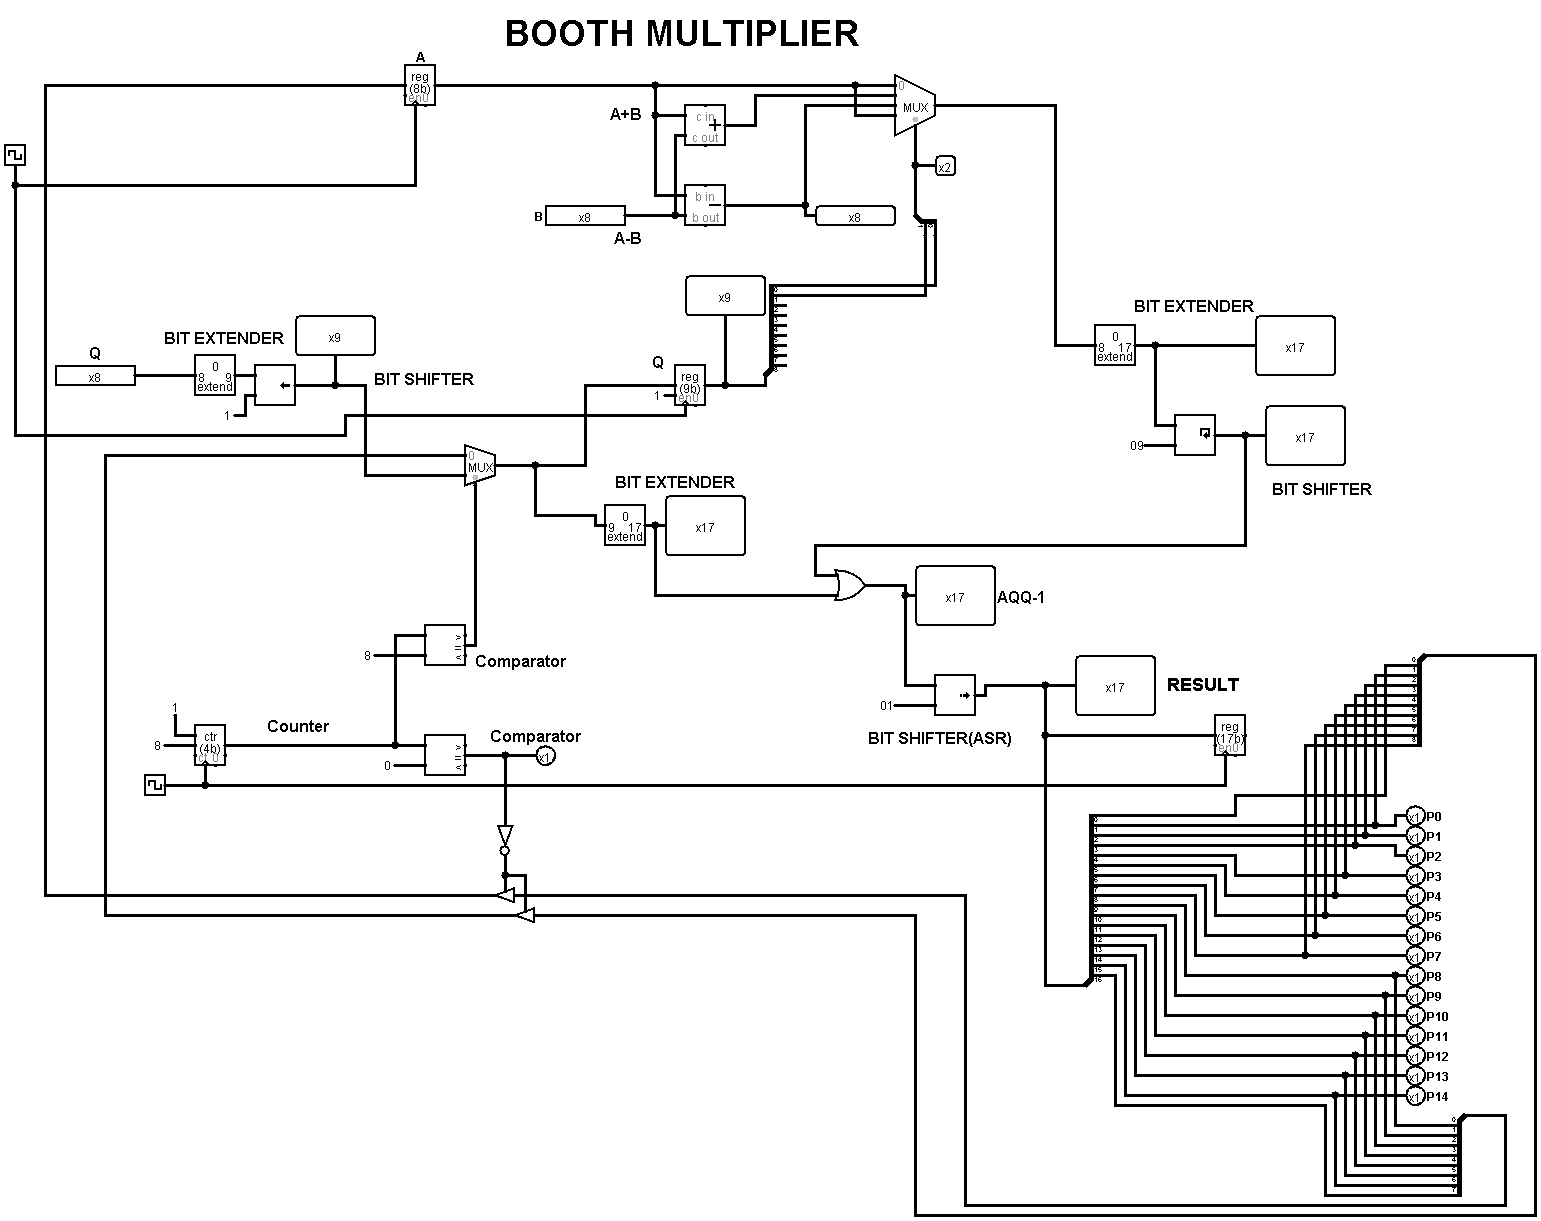 BOOTH MULTIPLIER
A
reg
(8b)
en0
0
MUX
A+B
c in
+
c out
x2
b in
b out
B
x8
x8
A-B
x9
BIT EXTENDER
x9
BIT EXTENDER
x17
0
8 17
extend
Q
x8
0
8 9
extend
1
BIT SHIFTER
Q
reg
(9b)
en0
1
x17
09
BIT SHIFTER
0
MUX
BIT EXTENDER
0
9 17
extend
x17
x17
AQQ-1
8
Comparator
01
x17
RESULT
BIT SHIFTER(ASR)
reg
(17b)
en0
1
8
ctr
(4b)
ct 0
Counter
0
Comparator
x1
x1 P0
x1 P1
x1 P2
x1 P3
x1 P4
x1 P5
x1 P6
x1 P7
x1 P8
x1 P9
x1 P10
x1 P11
x1 P12
x1 P13
x1 P14